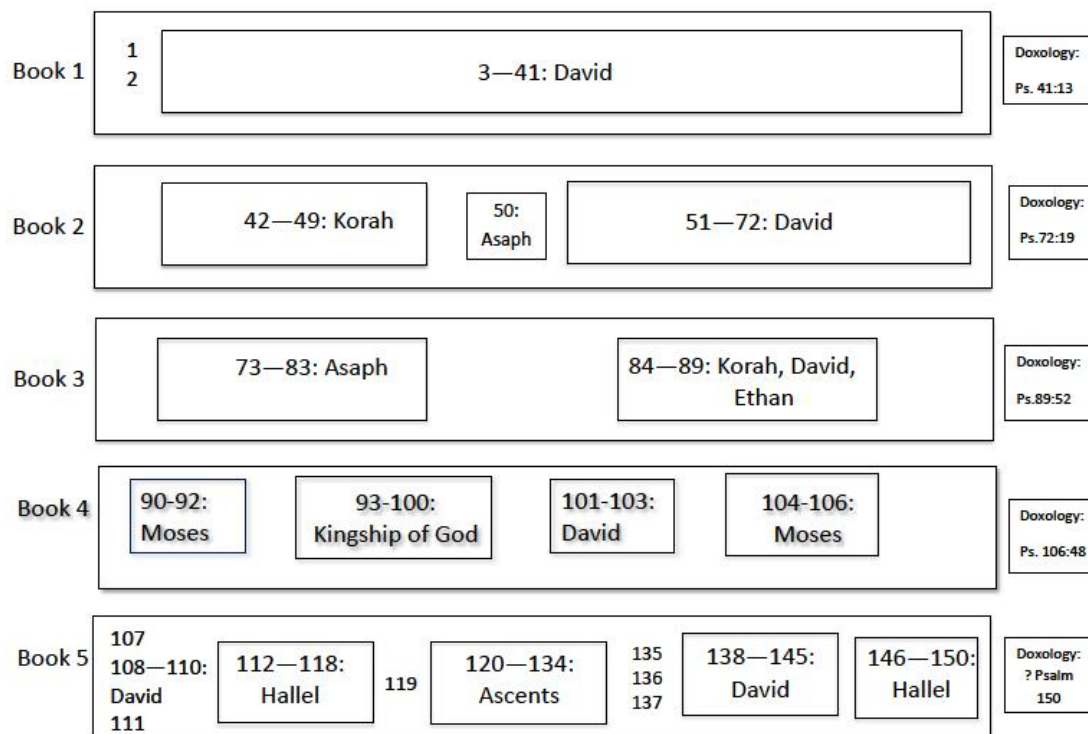 Book 1
1
2
3—41: David
Doxology:
Ps. 41:13
Book 2
42—49: Korah
50:
Asaph
51—72: David
Doxology:
Ps.72:19
Book 3
73—83: Asaph
84—89: Korah, David,
Ethan
Doxology:
Ps.89:52
Book 4
90-92:
Moses
93-100:
Kingship of God
101-103:
David
104-106:
Moses
Doxology:
Ps. 106:48
Book 5
107
108—110:
David
111
112—118:
Hallel
119
120—134:
Ascents
135
136
137
138—145:
David
146—150:
Hallel
Doxology:
? Psalm
150